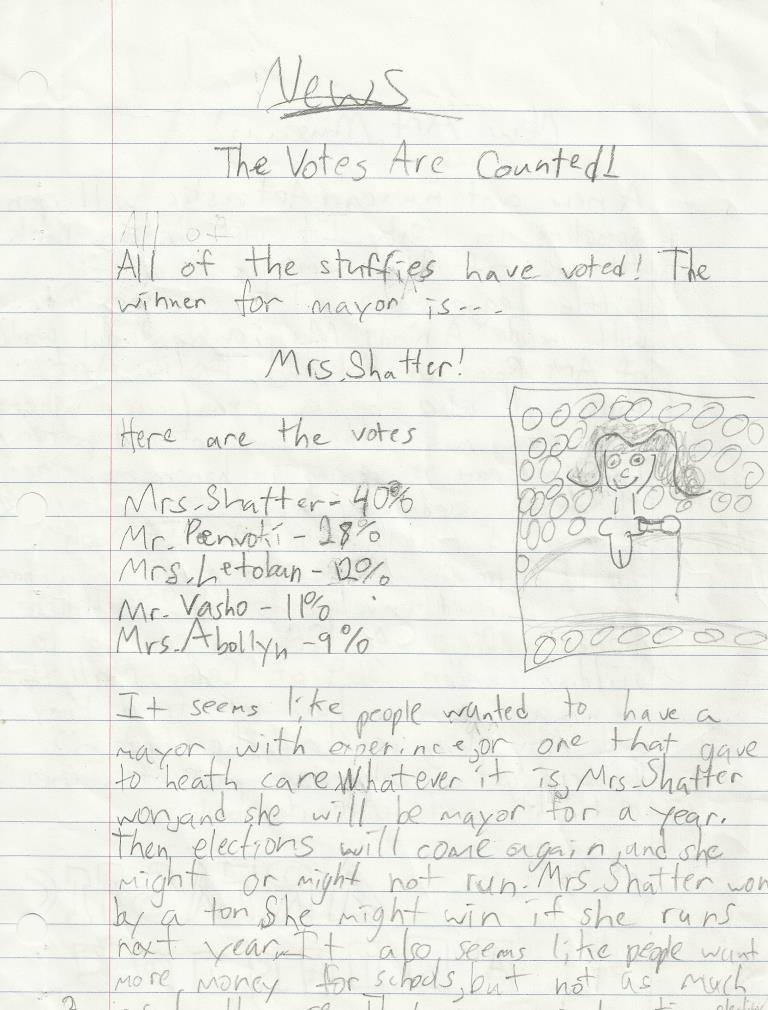 News
The Votes Are Counted!
All of
All of the stuffies have voted! The
winner for mayor is...
Mrs. Shatter!
Here are the votes
Mrs. Shatter - 40%
Mr. Penvoki - 28%
Mrs. Letoban - 12%
Mr. Vasho - 11%
Mrs. Abollyn - 9%
It seems like people wanted to have a
mayor with experince, or one that gave
to heath care. Whatever it is, Mrs. Shatter
won, and she will be mayor for a year.
Then elections will come again, and she
might or might not run. Mrs. Shatter won
by a ton. She might win if she runs
next year. It also seems like people want
more money for schools, but not as much